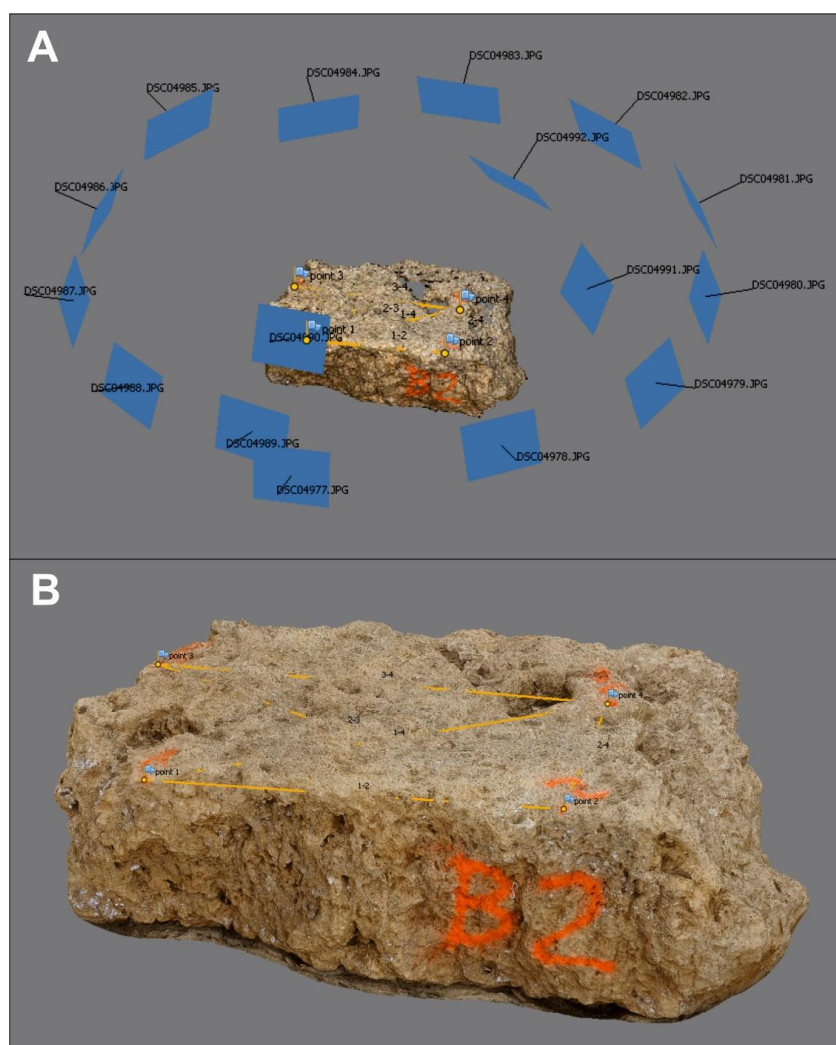 A
DSC04983.JPG
DSC04984.JPG
DSC04985.JPG
DSC04982.JPG
DSC04992.JPG
DSC04986.JPG
DSC04981.JPG
point 3
DSC04991.JPG
DSC04987.JPG
DSC04980.JPG
3-4
point 4
2-3
1-4
2-4
point 1
1-2
point 2
DSC04990.JPG
B2
DSC04979.JPG
DSC04988.JPG
DSC04989.JPG
DSC04978.JPG
DSC04977.JPG
B
point 3
3-4
point 4
2-3
1-4
2-4
point 1
1-2
point 2
B2